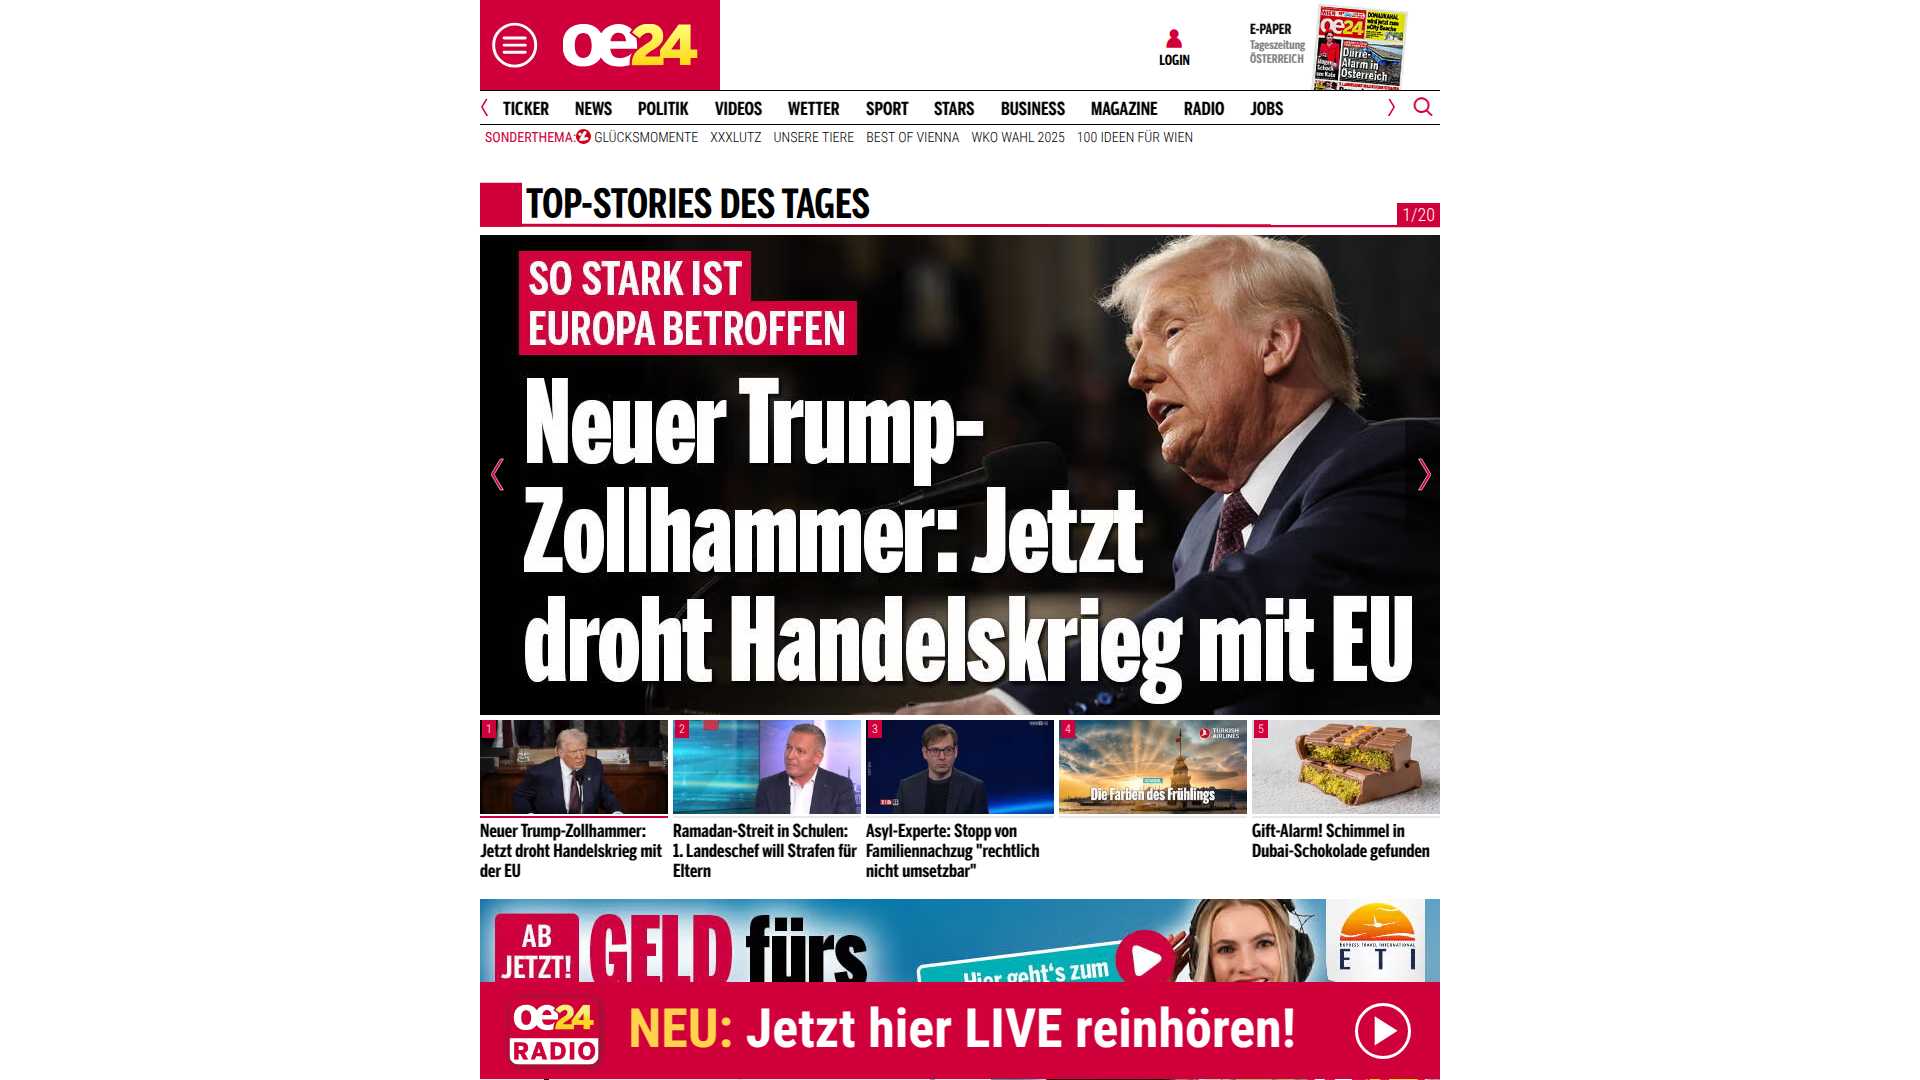 oe24
LOGIN
E-PAPER
Tageszeitung
ÖSTERREICH
oe24
Dürre-
Alarm in
Österreich
TICKER NEWS POLITIK VIDEOS WETTER SPORT STARS BUSINESS MAGAZINE RADIO JOBS
SONDERTHEMA: GLÜCKSMOMENTE XXXLUTZ UNSERE TIERE BEST OF VIENNA WKO WAHL 2025 100 IDEEN FÜR WIEN
TOP-STORIES DES TAGES
1/20
SO STARK IST
EUROPA BETROFFEN
Neuer Trump-
Zollhammer: Jetzt
droht Handelskrieg mit EU
1
2
3
4
5
TURKISH
AIRLINES
Die Farben des Frühlings
Neuer Trump-Zollhammer:
Jetzt droht Handelskrieg mit
der EU
Ramadan-Streit in Schulen:
1. Landeschef will Strafen für
Eltern
Asyl-Experte: Stopp von
Familiennachzug "rechtlich
nicht umsetzbar"
Gift-Alarm! Schimmel in
Dubai-Schokolade gefunden
AB
JETZT!
GELD fürs
Hier geht's zum
EXPRESS TRAVEL INTERNATIONAL
ETI
oe24
RADIO
NEU: Jetzt hier LIVE reinhören!